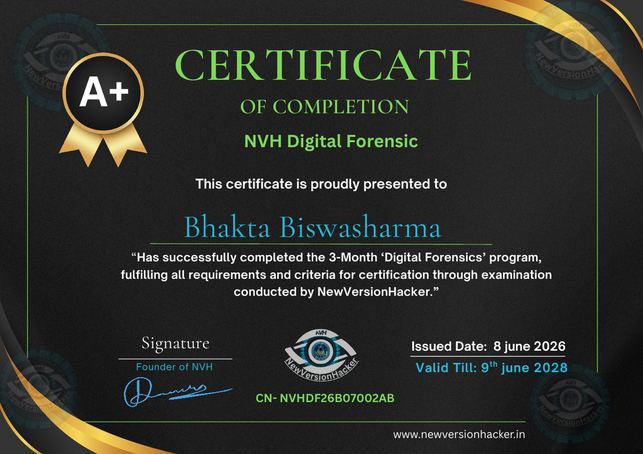 CERTIFICATE
A+
OF COMPLETION
NVH Digital Forensic
This certificate is proudly presented to
Bhakta Biswasharma
“Has successfully completed the 3-Month ‘Digital Forensics’ program,
fulfilling all requirements and criteria for certification through examination
conducted by NewVersionHacker.”
Signature
Founder of NVH
NVH
NewVersionHacker
Issued Date: 8 june 2026
Valid Till: 9th june 2028
CN- NVHDF26B07002AB
www.newversionhacker.in